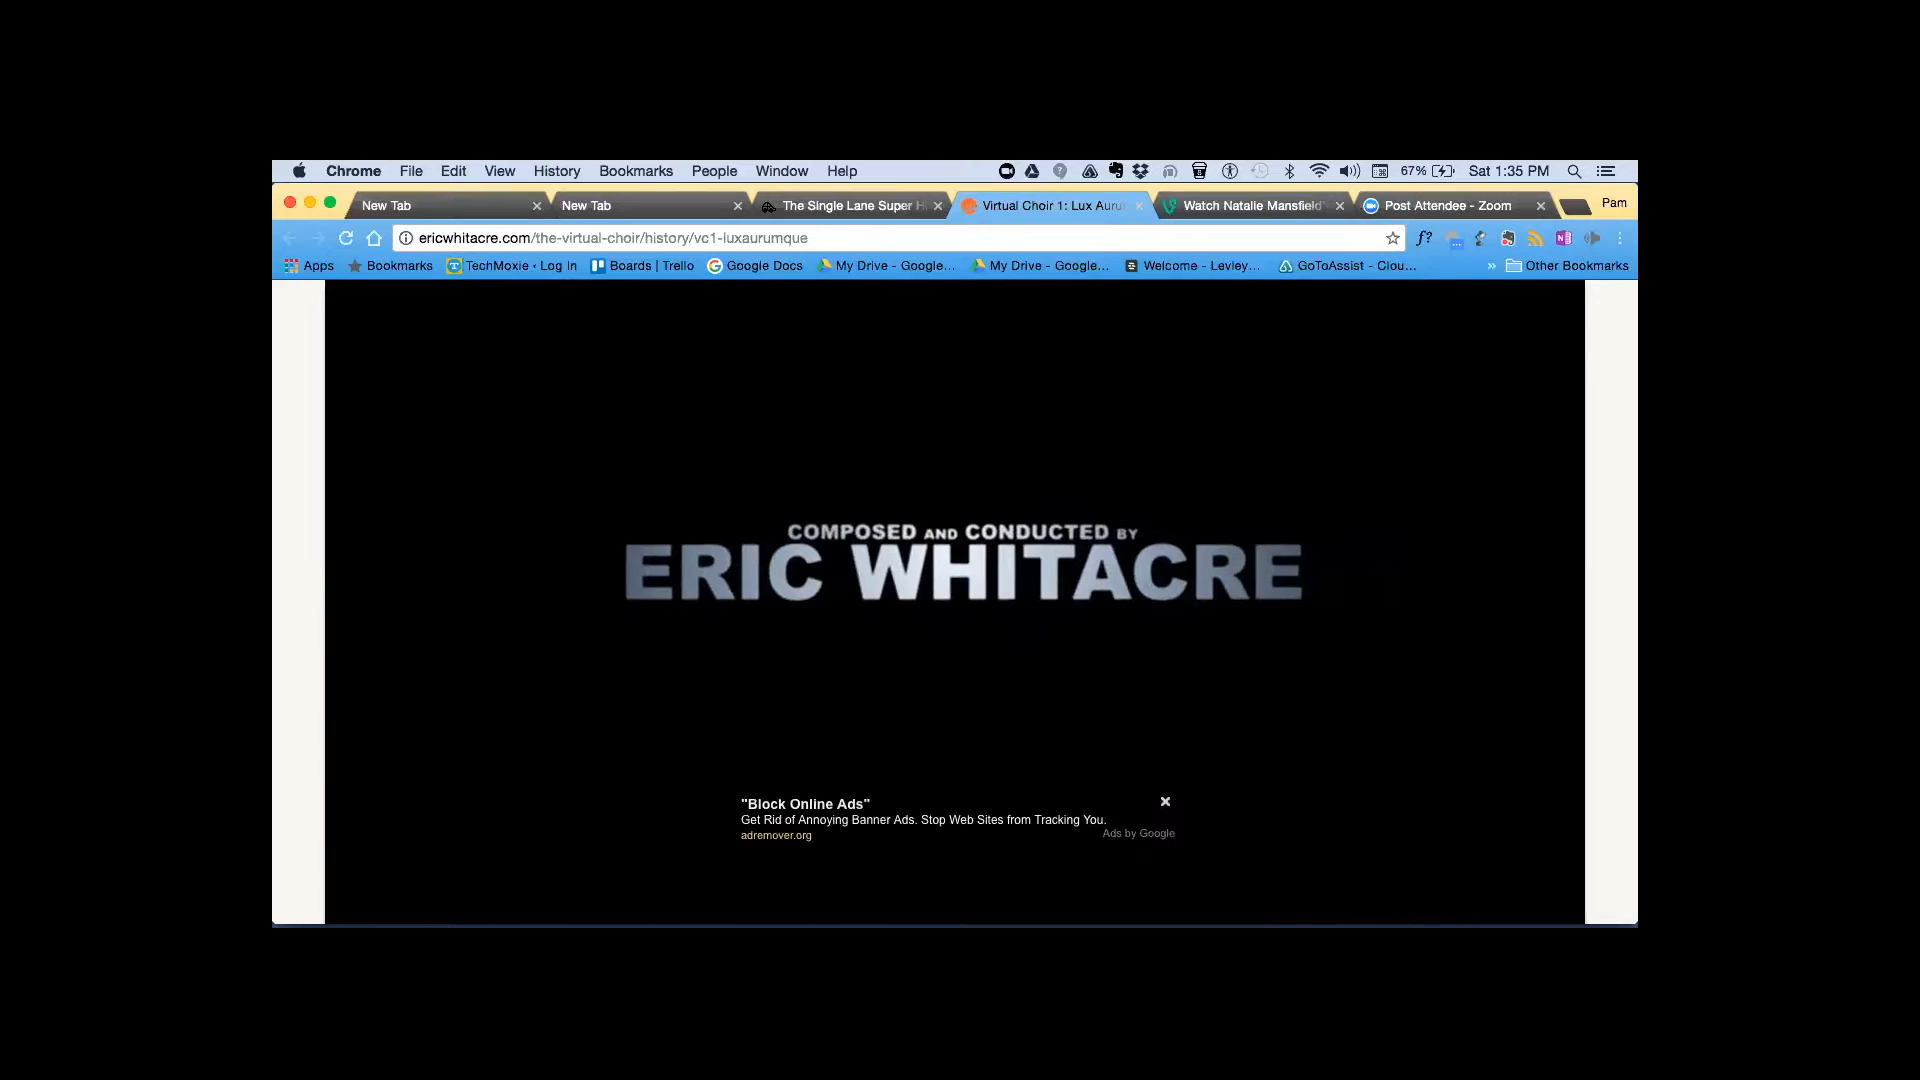 Chrome File Edit View History Bookmarks People Window Help 67% Sat 1:35 PM
New Tab New Tab The Single Lane Super H Virtual Choir 1: Lux Auru Watch Natalie Mansfield' Post Attendee - Zoom Pam
ericwhitacre.com/the-virtual-choir/history/vc1-luxaurumque f?
Apps Bookmarks TechMoxie ‹ Log In Boards | Trello Google Docs My Drive - Google... My Drive - Google... Welcome - Levley... GoToAssist - Clou... » Other Bookmarks
COMPOSED AND CONDUCTED BY
ERIC WHITACRE
"Block Online Ads"
Get Rid of Annoying Banner Ads. Stop Web Sites from Tracking You.
adremover.org Ads by Google